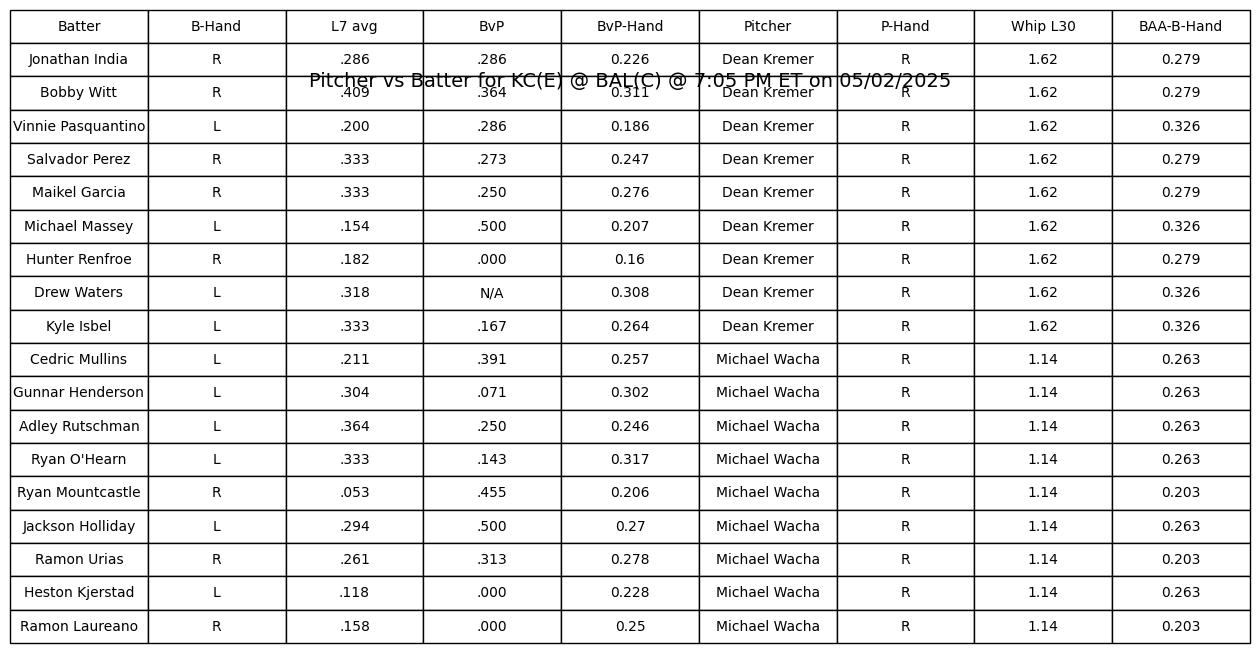 Batter B-Hand L7 avg BvP BvP-Hand Pitcher P-Hand Whip L30 BAA-B-Hand
Jonathan India R .286 .286 0.226 Dean Kremer R 1.62 0.279
Pitcher vs Batter for KC(E) @ BAL(C) @ 7:05 PM ET on 05/02/2025
Bobby Witt R .409 .364 0.311 Dean Kremer R 1.62 0.279
Vinnie Pasquantino L .200 .286 0.186 Dean Kremer R 1.62 0.326
Salvador Perez R .333 .273 0.247 Dean Kremer R 1.62 0.279
Maikel Garcia R .333 .250 0.276 Dean Kremer R 1.62 0.279
Michael Massey L .154 .500 0.207 Dean Kremer R 1.62 0.326
Hunter Renfroe R .182 .000 0.16 Dean Kremer R 1.62 0.279
Drew Waters L .318 N/A 0.308 Dean Kremer R 1.62 0.326
Kyle Isbel L .333 .167 0.264 Dean Kremer R 1.62 0.326
Cedric Mullins L .211 .391 0.257 Michael Wacha R 1.14 0.263
Gunnar Henderson L .304 .071 0.302 Michael Wacha R 1.14 0.263
Adley Rutschman L .364 .250 0.246 Michael Wacha R 1.14 0.263
Ryan O'Hearn L .333 .143 0.317 Michael Wacha R 1.14 0.263
Ryan Mountcastle R .053 .455 0.206 Michael Wacha R 1.14 0.203
Jackson Holliday L .294 .500 0.27 Michael Wacha R 1.14 0.263
Ramon Urias R .261 .313 0.278 Michael Wacha R 1.14 0.203
Heston Kjerstad L .118 .000 0.228 Michael Wacha R 1.14 0.263
Ramon Laureano R .158 .000 0.25 Michael Wacha R 1.14 0.203